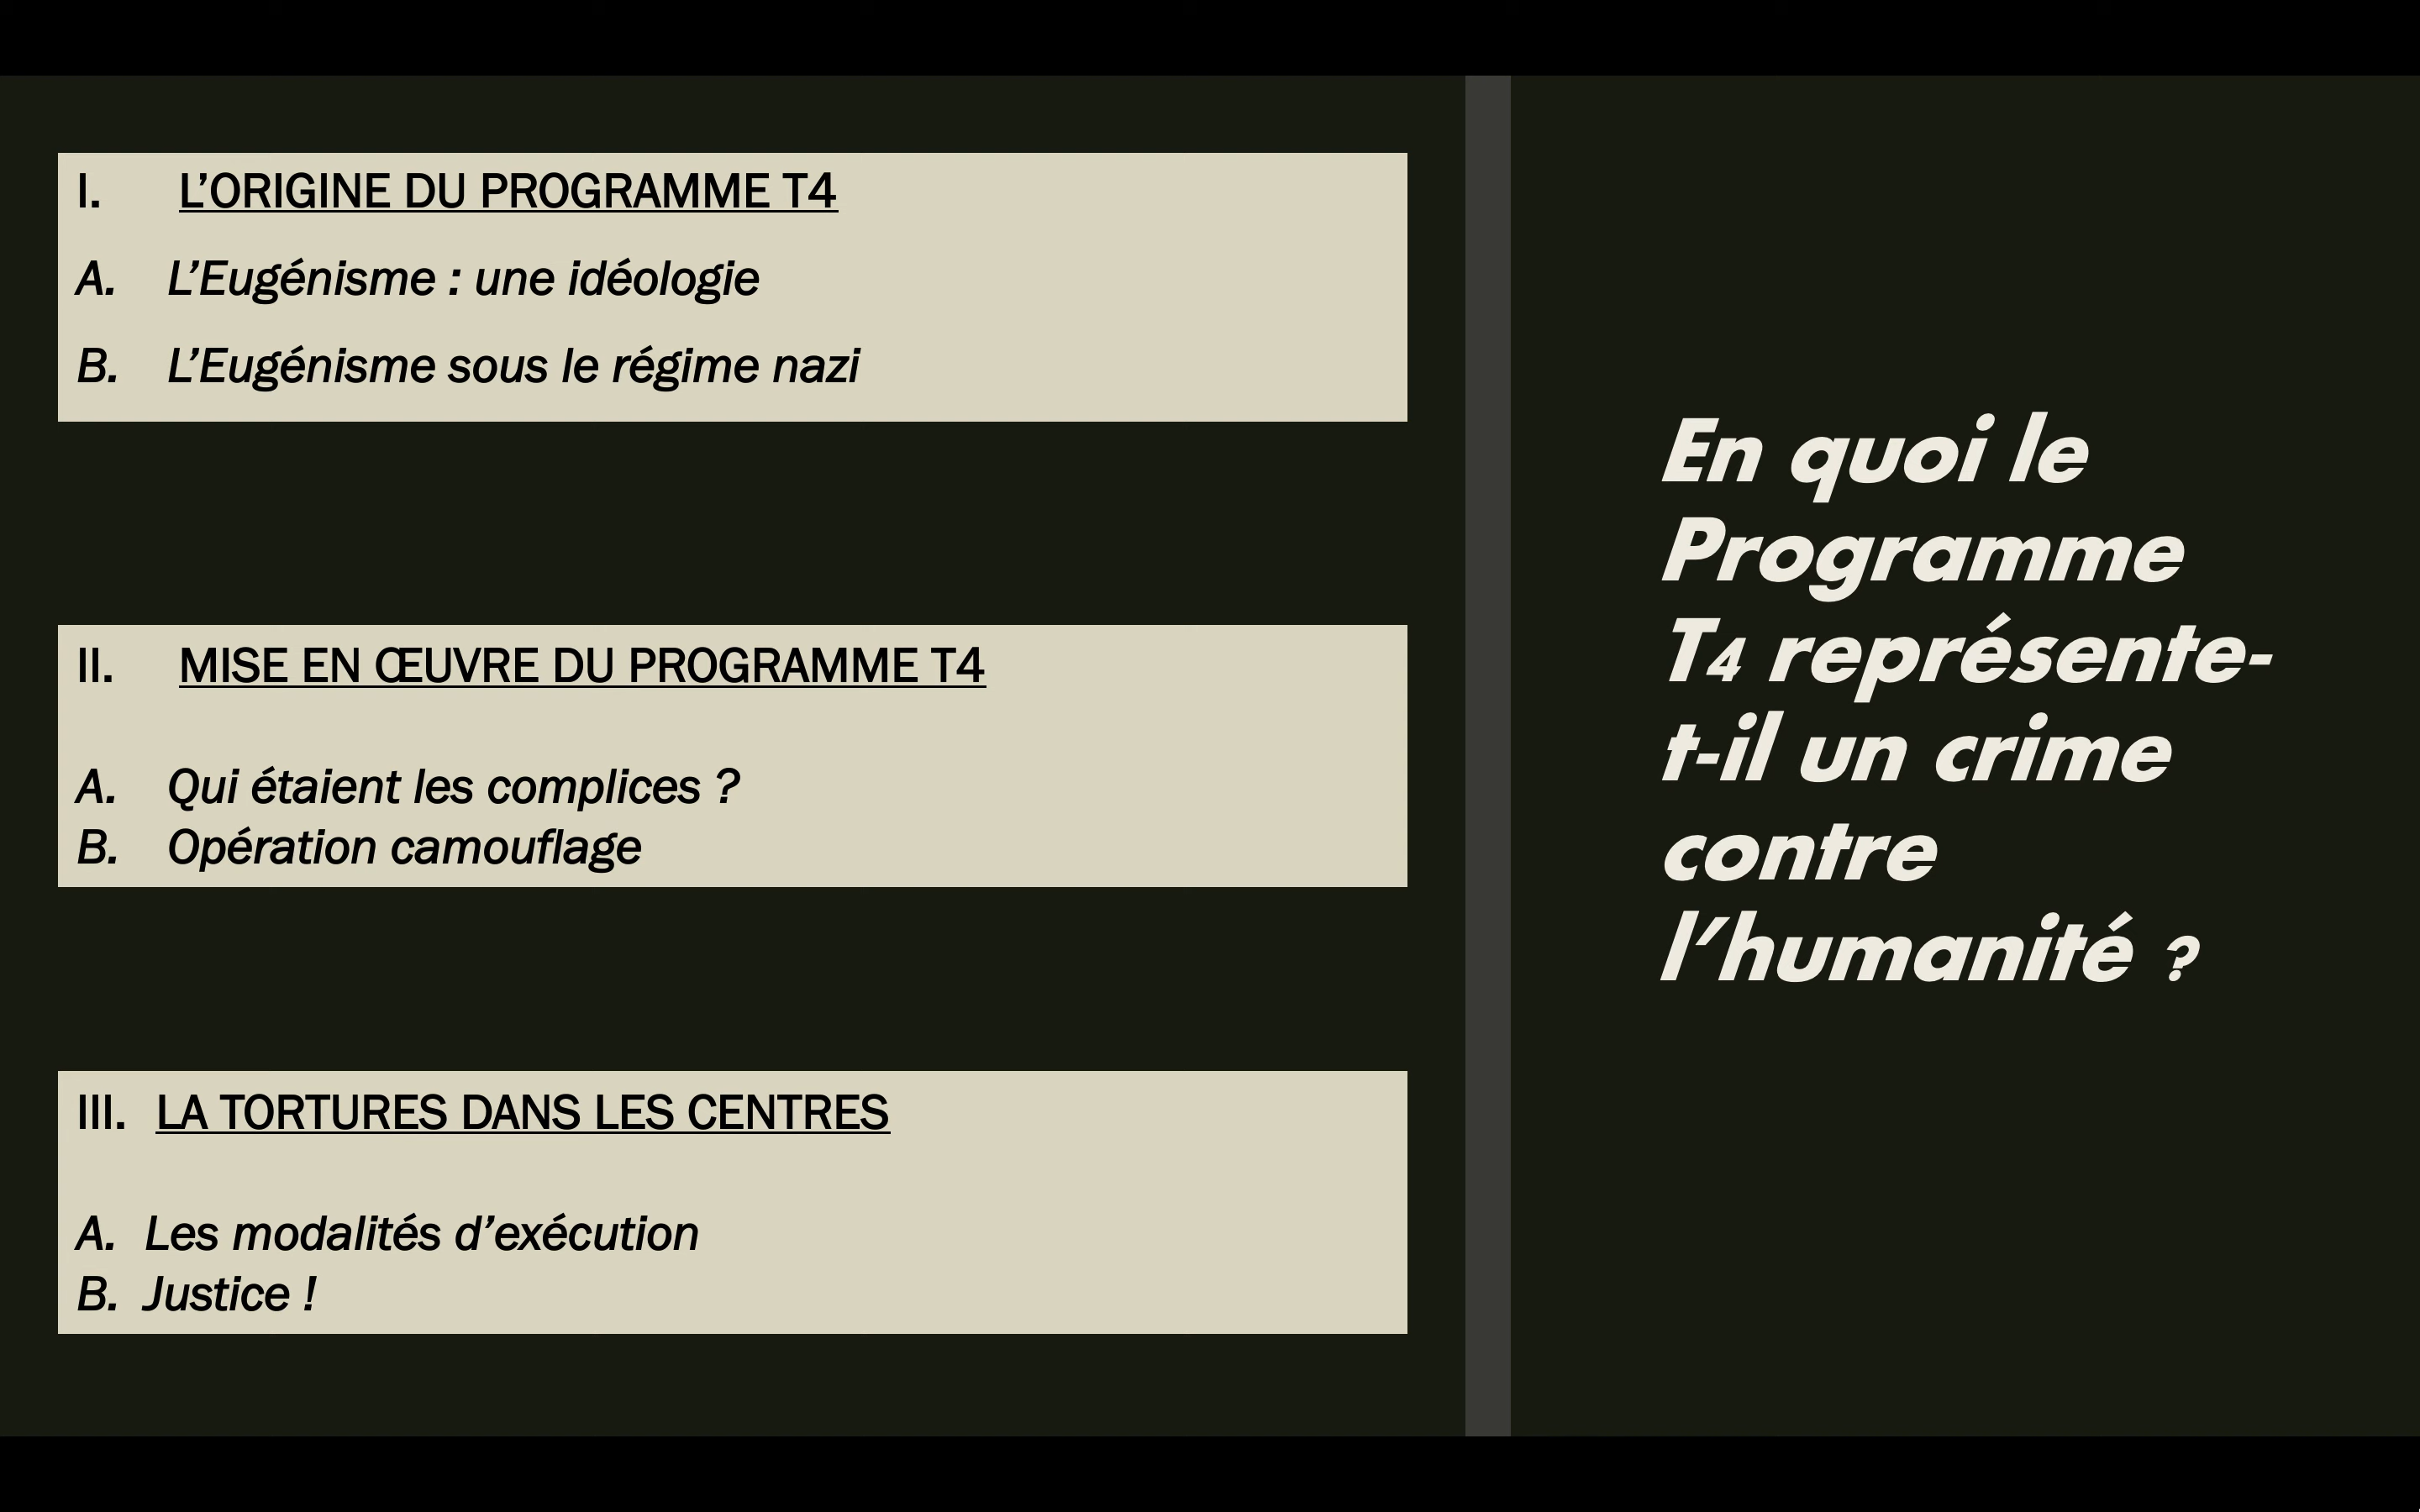 I. L’ORIGINE DU PROGRAMME T4
A. L’Eugénisme : une idéologie
B. L’Eugénisme sous le régime nazi
II. MISE EN ŒUVRE DU PROGRAMME T4
A. Qui étaient les complices ?
B. Opération camouflage
III. LA TORTURES DANS LES CENTRES
A. Les modalités d’exécution
B. Justice !
En quoi le
Programme
T4 représente-
t-il un crime
contre
l’humanité ?